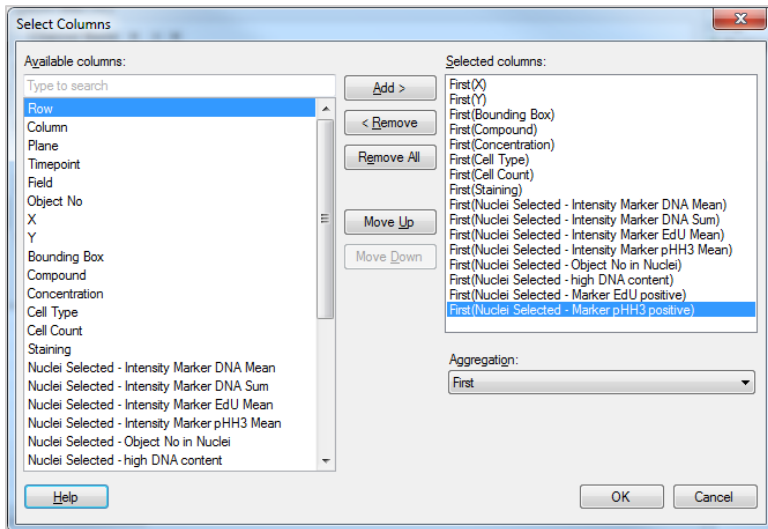 Select Columns
Available columns:
Type to search
Row
Column
Plane
Timepoint
Field
Object No
X
Y
Bounding Box
Compound
Concentration
Cell Type
Cell Count
Staining
Nuclei Selected - Intensity Marker DNA Mean
Nuclei Selected - Intensity Marker DNA Sum
Nuclei Selected - Intensity Marker EdU Mean
Nuclei Selected - Intensity Marker pHH3 Mean
Nuclei Selected - Object No in Nuclei
Nuclei Selected - high DNA content
Add >
< Remove
Remove All
Move Up
Move Down
Selected columns:
First(X)
First(Y)
First(Bounding Box)
First(Compound)
First(Concentration)
First(Cell Type)
First(Cell Count)
First(Staining)
First(Nuclei Selected - Intensity Marker DNA Mean)
First(Nuclei Selected - Intensity Marker DNA Sum)
First(Nuclei Selected - Intensity Marker EdU Mean)
First(Nuclei Selected - Intensity Marker pHH3 Mean)
First(Nuclei Selected - Object No in Nuclei)
First(Nuclei Selected - high DNA content)
First(Nuclei Selected - Marker EdU positive)
First(Nuclei Selected - Marker pHH3 positive)
Aggregation:
First
Help
OK
Cancel